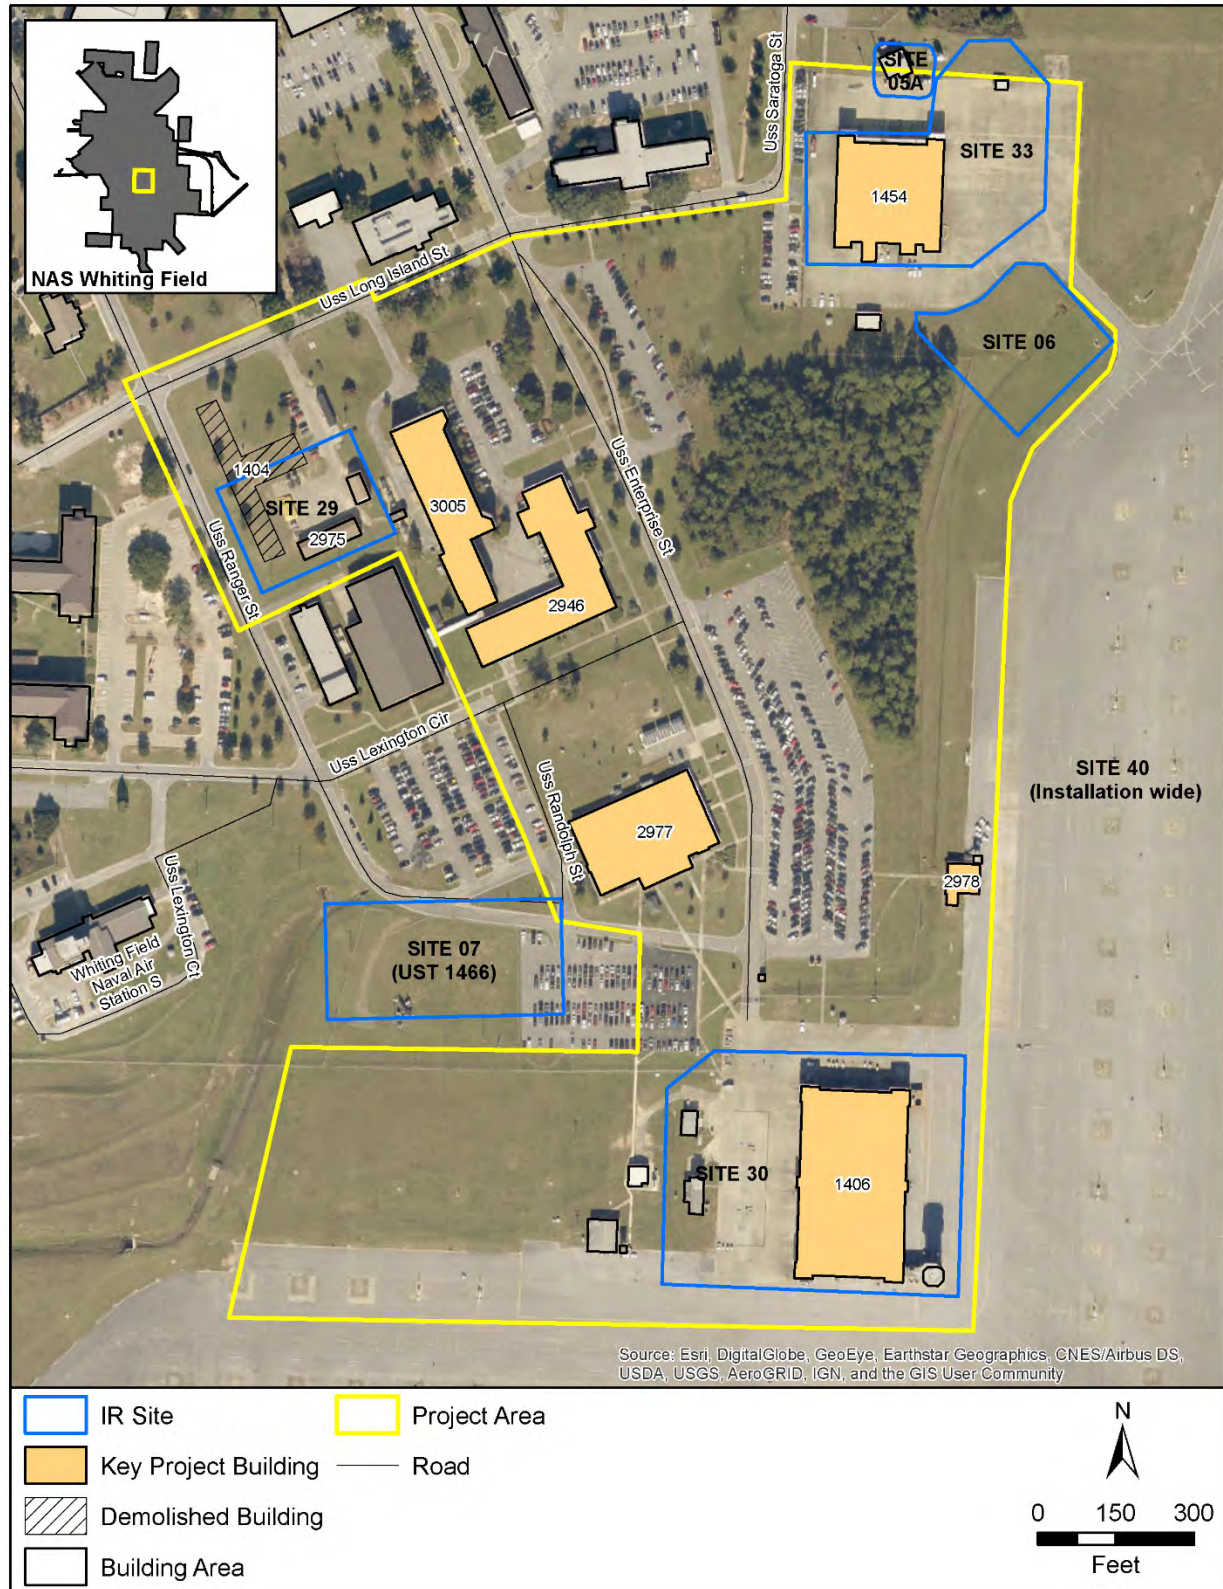 NAS Whiting Field
Uss Saratoga St
SITE
05A
SITE 33
1454
Uss Long Island St
SITE 06
1404
SITE 29
2975
3005
Uss Enterprise St
Uss Ranger St
2946
Uss Lexington Cir
Uss Randolph St
SITE 40
(Installation wide)
2977
2978
Uss Lexington Ct
Whiting Field
Naval Air
Station S
SITE 07
(UST 1466)
SITE 30
1406
Source: Esri, DigitalGlobe, GeoEye, Earthstar Geographics, CNES/Airbus DS,
USDA, USGS, AeroGRID, IGN, and the GIS User Community
IR Site
Project Area
Key Project Building
Road
Demolished Building
Building Area
N
0 150 300
Feet